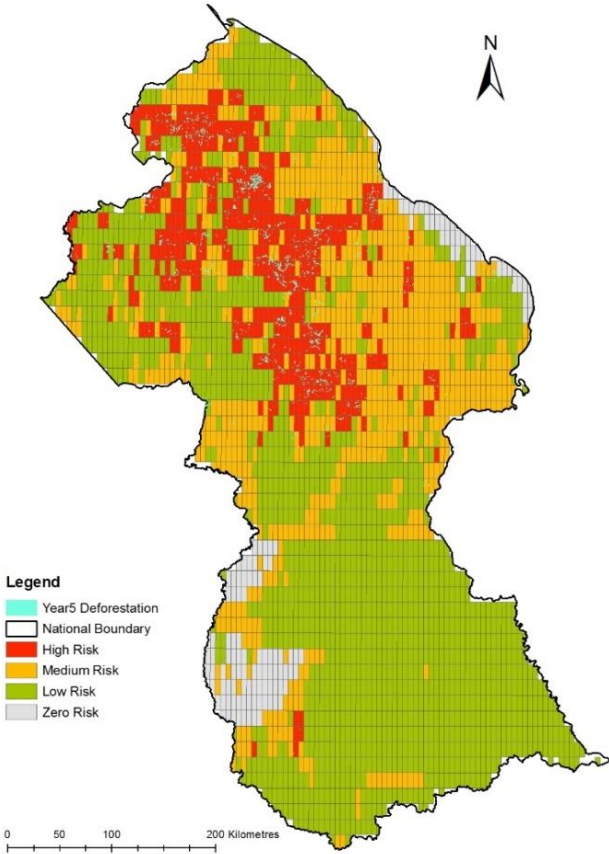 N
Legend
Year5 Deforestation
National Boundary
High Risk
Medium Risk
Low Risk
Zero Risk
0 50 100 200 Kilometres